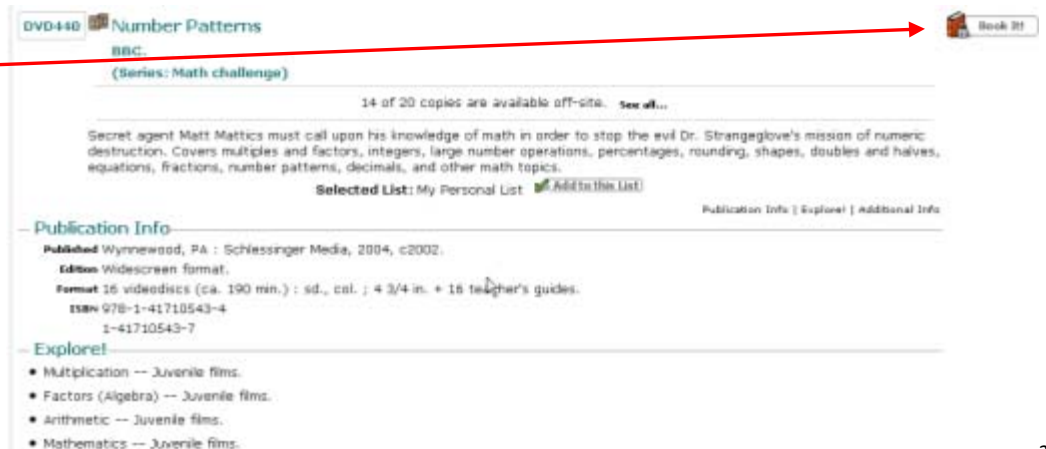 DVD440 Number Patterns Book It!
BBC.
(Series: Math challenge)
14 of 20 copies are available off-site. See all...
Secret agent Matt Mattics must call upon his knowledge of math in order to stop the evil Dr. Strangeglove's mission of numeric
destruction. Covers multiples and factors, integers, large number operations, percentages, rounding, shapes, doubles and halves,
equations, fractions, number patterns, decimals, and other math topics.
Selected List: My Personal List Add to this List
Publication Info | Explore! | Additional Info
Publication Info
Published Wynnewood, PA : Schlessinger Media, 2004, c2002.
Edition Widescreen format.
Format 16 videodiscs (ca. 190 min.) : sd., col. ; 4 3/4 in. + 16 teacher's guides.
ISBN 978-1-41710543-4
1-41710543-7
Explore!
• Multiplication -- Juvenile films.
• Factors (Algebra) -- Juvenile films.
• Arithmetic -- Juvenile films.
• Mathematics -- Juvenile films.